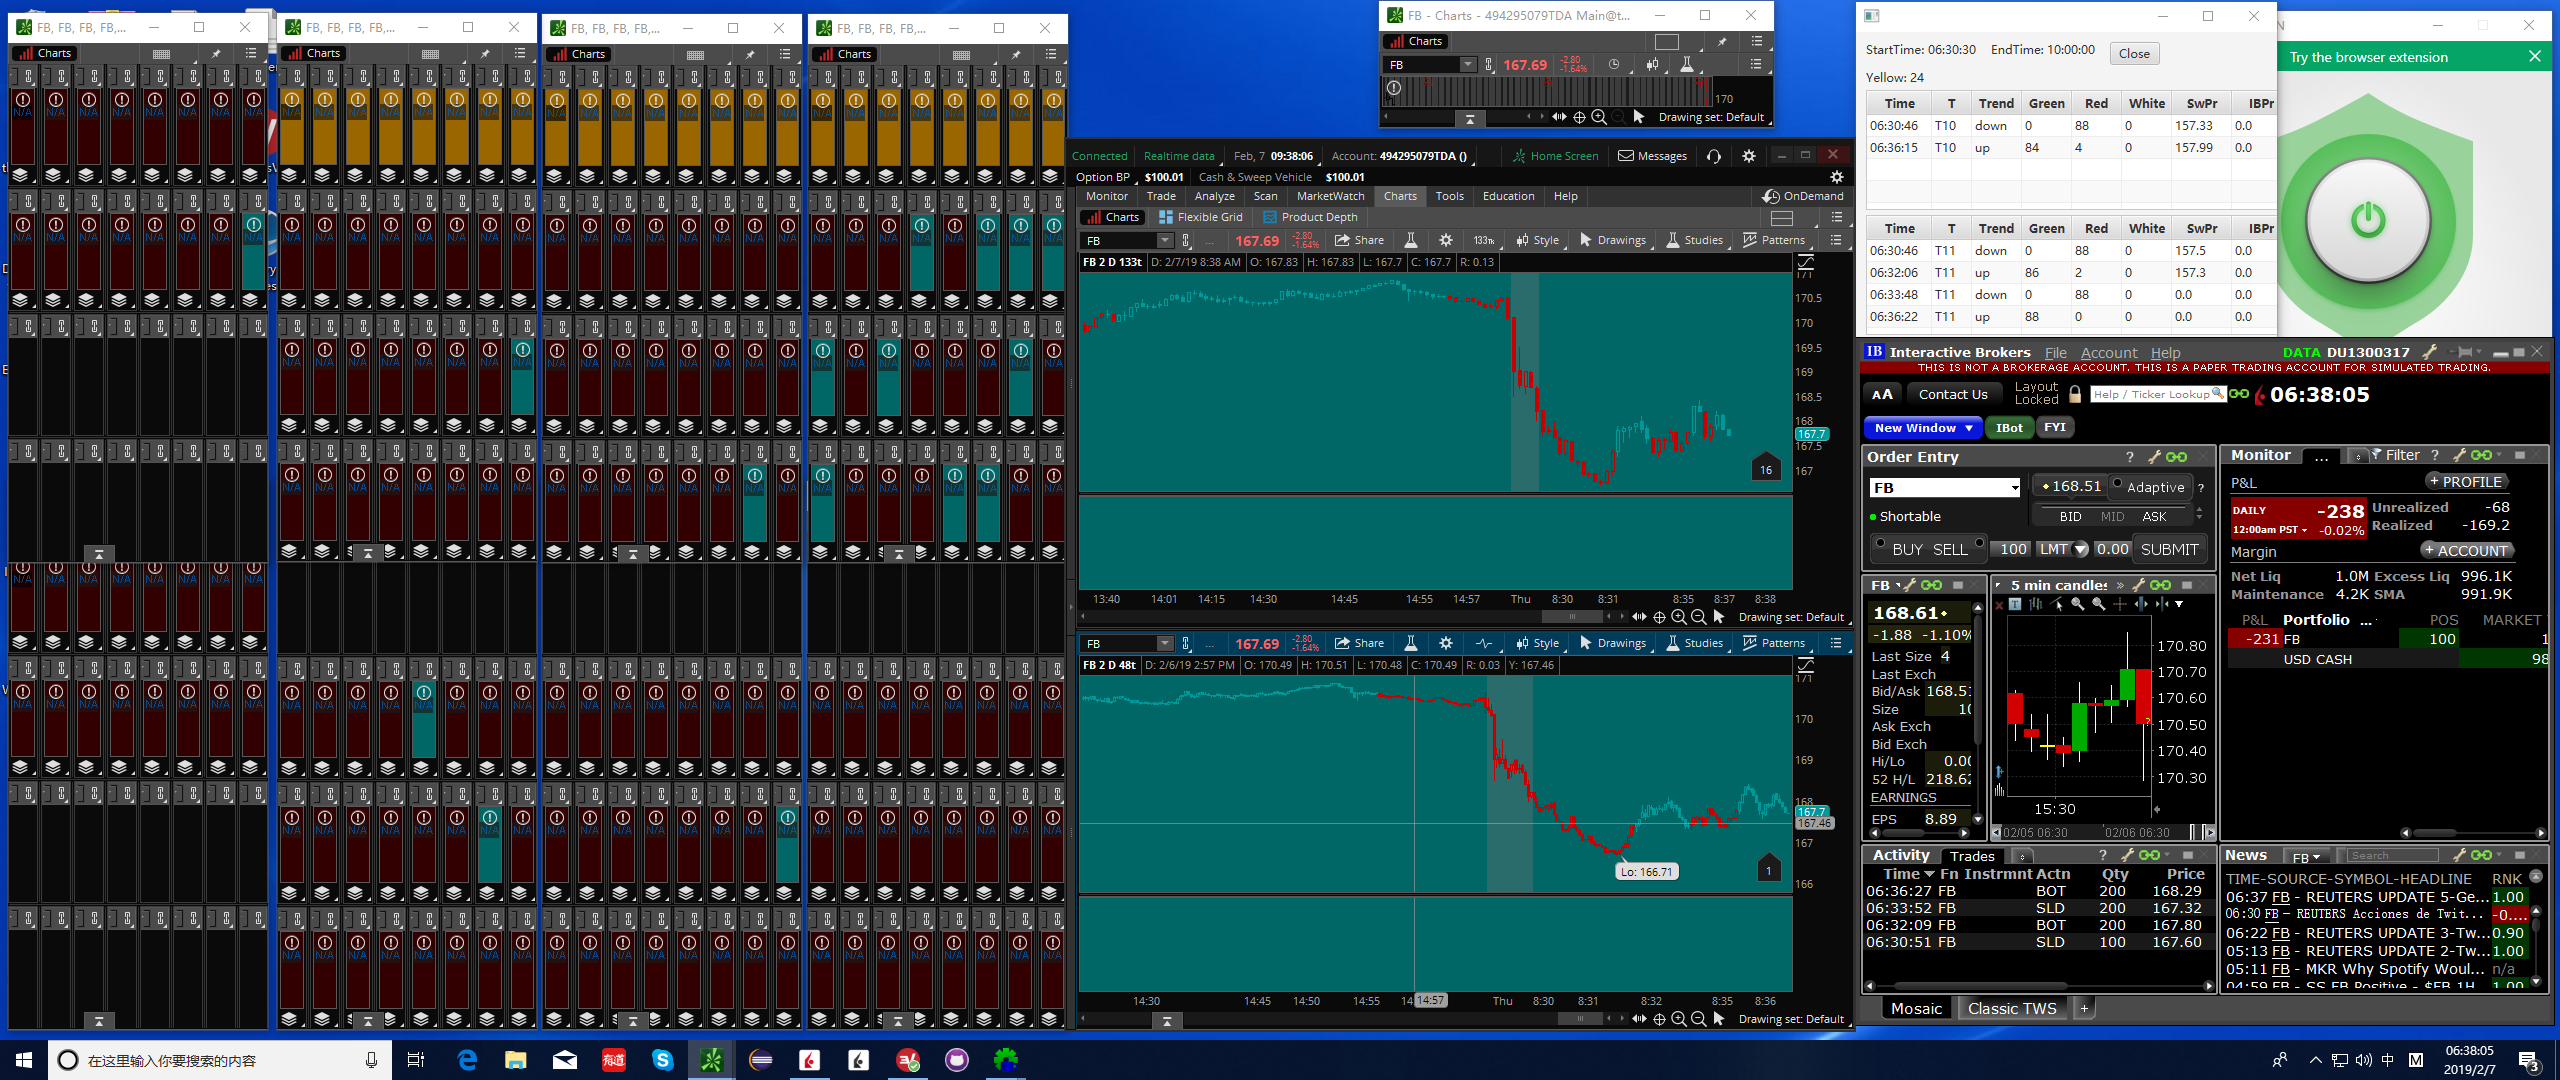 FB, FB, FB, FB,...
Charts
FB, FB, FB, FB,...
Charts
FB, FB, FB, FB,...
Charts
FB, FB, FB, FB,...
Charts
FB - Charts - 494295079TDA Main@t...
Charts
FB 167.69 -2.80 -1.64%
170
Drawing set: Default
Connected Realtime data Feb, 7 09:38:06 Account: 494295079TDA () Home Screen Messages
Option BP $100.01 Cash & Sweep Vehicle $100.01
Monitor Trade Analyze Scan MarketWatch Charts Tools Education Help OnDemand
Charts Flexible Grid Product Depth
FB ... 167.69 -2.80 -1.64% Share 133tk Style Drawings Studies Patterns
FB 2 D 133t D: 2/7/19 8:38 AM O: 167.83 H: 167.83 L: 167.7 C: 167.7 R: 0.13
171
170.5
170
169.5
169
168.5
168
167.7
167.5
167
16
13:40 14:01 14:15 14:30 14:45 14:55 14:57 Thu 8:30 8:31 8:35 8:37 8:38
Drawing set: Default
FB ... 167.69 -2.80 -1.64% Share Style Drawings Studies Patterns
FB 2 D 48t D: 2/6/19 2:57 PM O: 170.49 H: 170.51 L: 170.48 C: 170.49 R: 0.03 Y: 167.46
171
170
169
168
167.7
167.46
167
166
Lo: 166.71
1
14:30 14:45 14:50 14:55 14:57 Thu 8:30 8:31 8:32 8:35 8:36
Drawing set: Default
StartTime: 06:30:30 EndTime: 10:00:00 Close
Yellow: 24
Time T Trend Green Red White SwPr IBPr
06:30:46 T10 down 0 88 0 157.33 0.0
06:36:15 T10 up 84 4 0 157.99 0.0
Time T Trend Green Red White SwPr IBPr
06:30:46 T11 down 0 88 0 157.5 0.0
06:32:06 T11 up 86 2 0 157.3 0.0
06:33:48 T11 down 0 88 0 0.0 0.0
06:36:22 T11 up 88 0 0 0.0 0.0
N
Try the browser extension
IB Interactive Brokers File Account Help DATA DU1300317
THIS IS NOT A BROKERAGE ACCOUNT. THIS IS A PAPER TRADING ACCOUNT FOR SIMULATED TRADING.
AA Contact Us Layout Locked Help / Ticker Lookup 06:38:05
New Window IBot FYI
Order Entry ?
FB 168.51 Adaptive ?
Shortable BID MID ASK
BUY SELL 100 LMT 0.00 SUBMIT
Monitor ... Filter ?
P&L + PROFILE
DAILY -238 Unrealized -68
12:00am PST -0.02% Realized -169.2
Margin + ACCOUNT
Net Liq 1.0M Excess Liq 996.1K
Maintenance 4.2K SMA 991.9K
P&L Portfolio ... POS MARKET
-231 FB 100 1
USD CASH 98
FB
168.61
-1.88 -1.10%
Last Size 4
Last Exch
Bid/Ask 168.51
Size 10
Ask Exch
Bid Exch
Hi/Lo 0.00
52 H/L 218.62
EARNINGS
EPS 8.89
5 min candles
170.80
170.70
170.60
170.50
170.40
170.30
15:30
02/05 06:30 02/06 06:30
Activity Trades ?
Time Fn Instrmnt Actn Qty Price
06:36:27 FB BOT 200 168.29
06:33:52 FB SLD 200 167.32
06:32:09 FB BOT 200 167.80
06:30:51 FB SLD 100 167.60
News FB Search
TIME-SOURCE-SYMBOL-HEADLINE RNK
06:37 FB - REUTERS UPDATE 5-Ge... 1.00
06:30 FB - REUTERS Acciones de Twit... -0....
06:22 FB - REUTERS UPDATE 3-Tw... 0.90
05:13 FB - REUTERS UPDATE 2-Tw... 1.00
05:11 FB - MKR Why Spotify Woul... n/a
04:59 FB - SS FB Positive - $FB 1H 1.00
Mosaic Classic TWS +
在这里输入你要搜索的内容
有道
中 M
06:38:05
2019/2/7
3